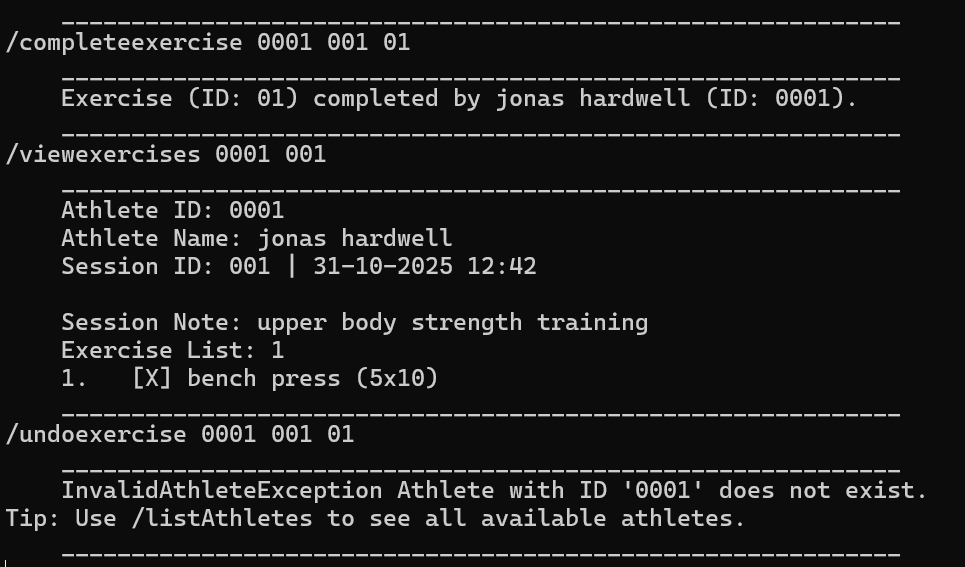 ____________________________________________________________
/completeexercise 0001 001 01
____________________________________________________________
Exercise (ID: 01) completed by jonas hardwell (ID: 0001).
____________________________________________________________
/viewexercises 0001 001
____________________________________________________________
Athlete ID: 0001
Athlete Name: jonas hardwell
Session ID: 001 | 31-10-2025 12:42
Session Note: upper body strength training
Exercise List: 1
1.   [X] bench press (5x10)
____________________________________________________________
/undoexercise 0001 001 01
____________________________________________________________
InvalidAthleteException Athlete with ID '0001' does not exist.
Tip: Use /listAthletes to see all available athletes.
____________________________________________________________